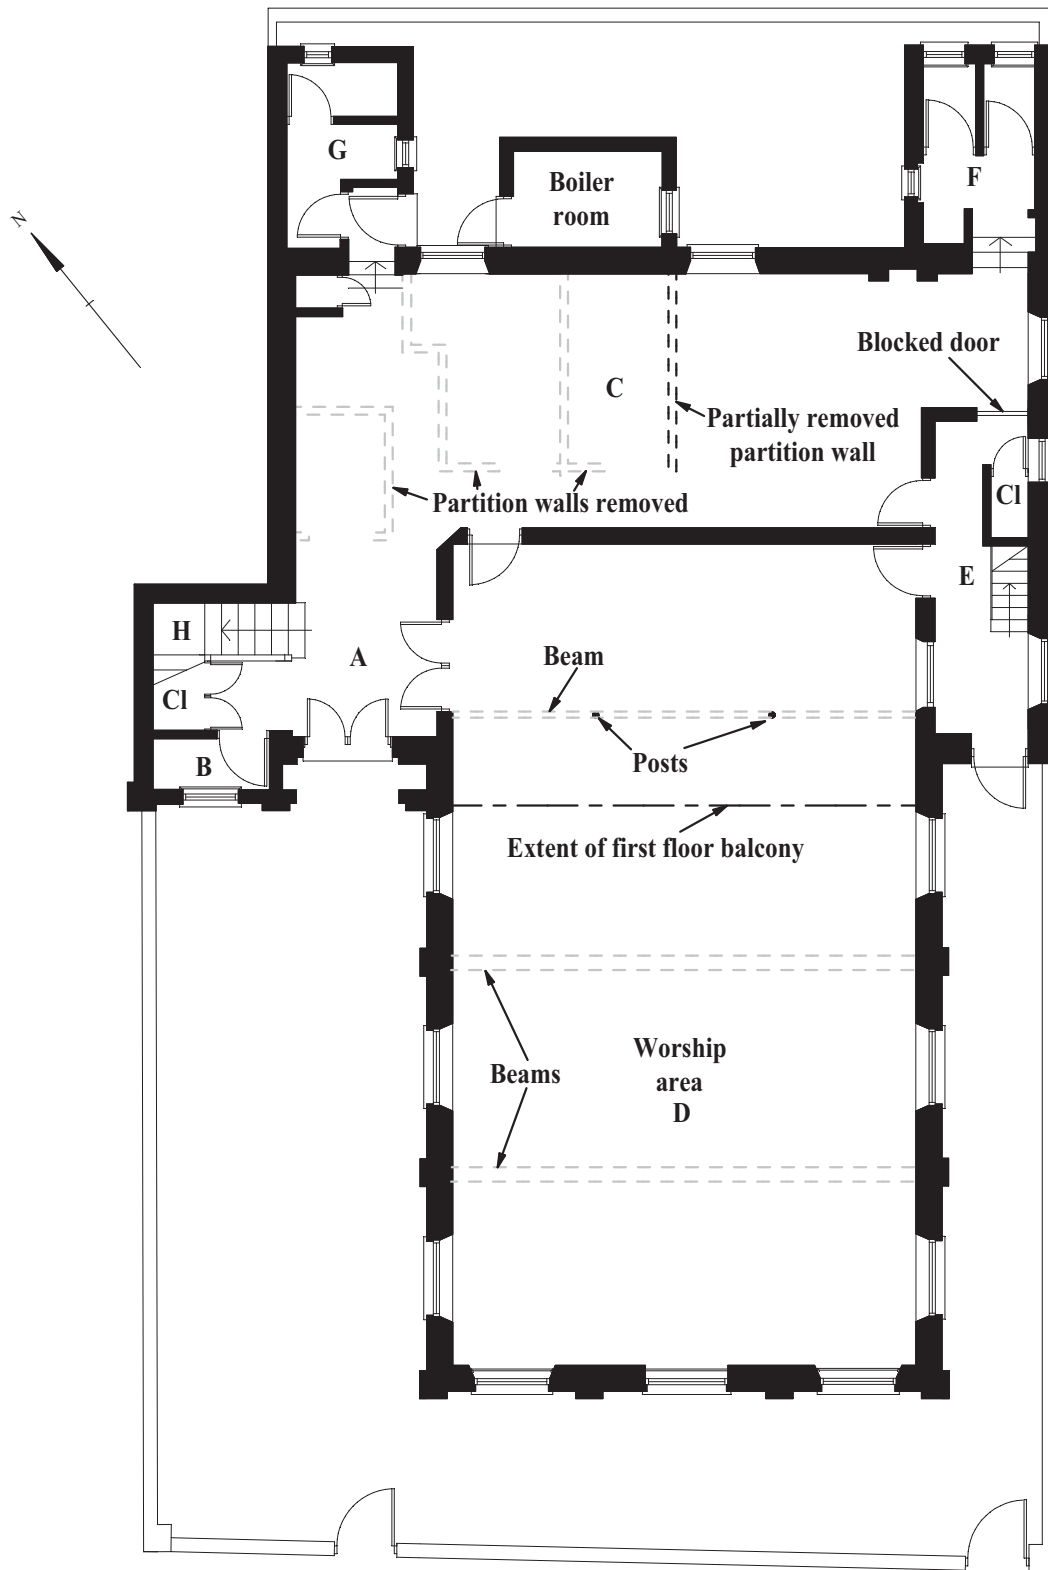 N
G
Boiler
room
F
Blocked door
C
Partially removed
partition wall
Cl
Partition walls removed
E
H
A
Beam
Cl
Posts
B
Extent of first floor balcony
Worship
area
D
Beams